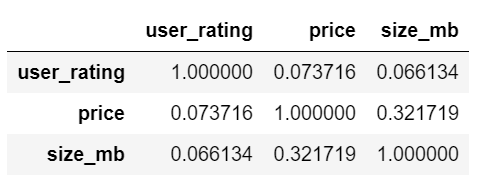 user_rating price size_mb
user_rating 1.000000 0.073716 0.066134
price 0.073716 1.000000 0.321719
size_mb 0.066134 0.321719 1.000000